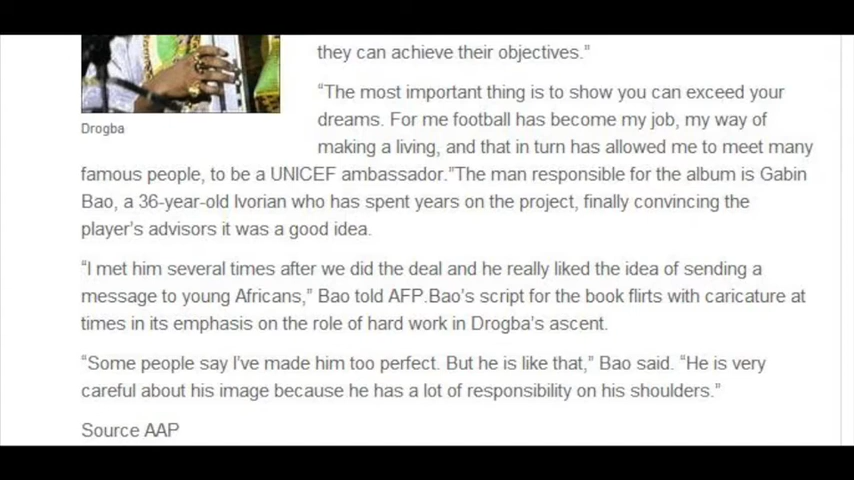 they can achieve their objectives.”
“The most important thing is to show you can exceed your
dreams. For me football has become my job, my way of
Drogba
making a living, and that in turn has allowed me to meet many
famous people, to be a UNICEF ambassador.”The man responsible for the album is Gabin
Bao, a 36-year-old Ivorian who has spent years on the project, finally convincing the
player’s advisors it was a good idea.
“I met him several times after we did the deal and he really liked the idea of sending a
message to young Africans,” Bao told AFP.Bao’s script for the book flirts with caricature at
times in its emphasis on the role of hard work in Drogba’s ascent.
“Some people say I’ve made him too perfect. But he is like that,” Bao said. “He is very
careful about his image because he has a lot of responsibility on his shoulders.”
Source AAP